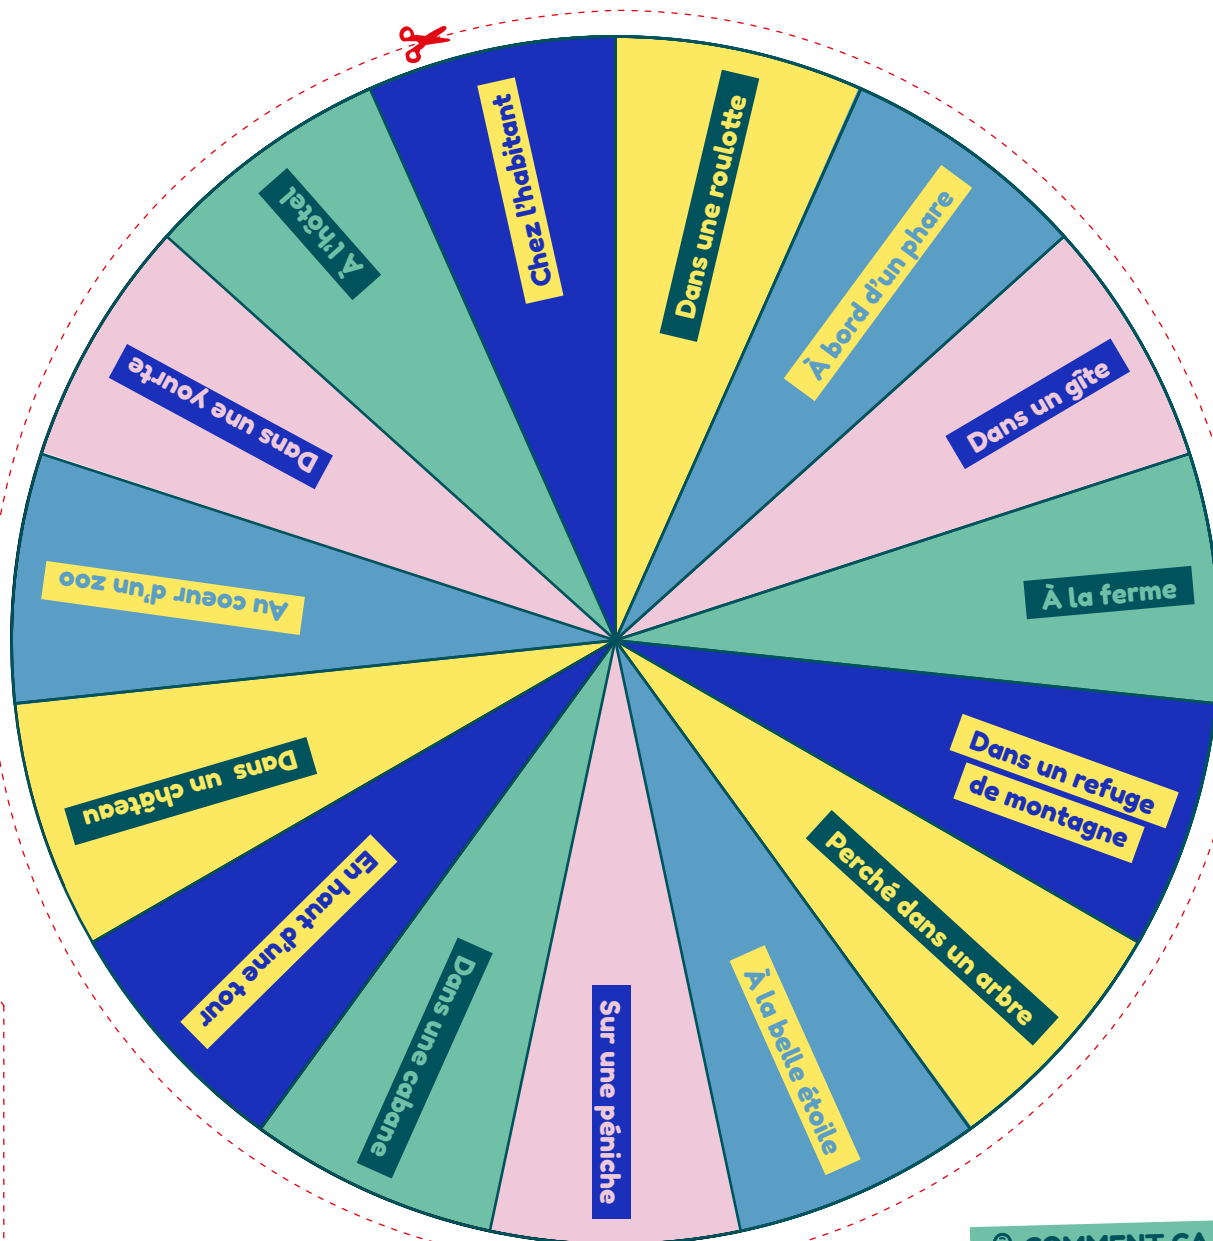 Chez l'habitant
Dans une roulotte
À bord d'un phare
Dans un gîte
À la ferme
Dans un refuge
de montagne
Perché dans un arbre
À la belle étoile
Sur une péniche
Dans une cabane
En haut d'une tour
Dans un château
Au coeur d'un zoo
Dans une yourte
À l'hôtel
COMMENT ÇA